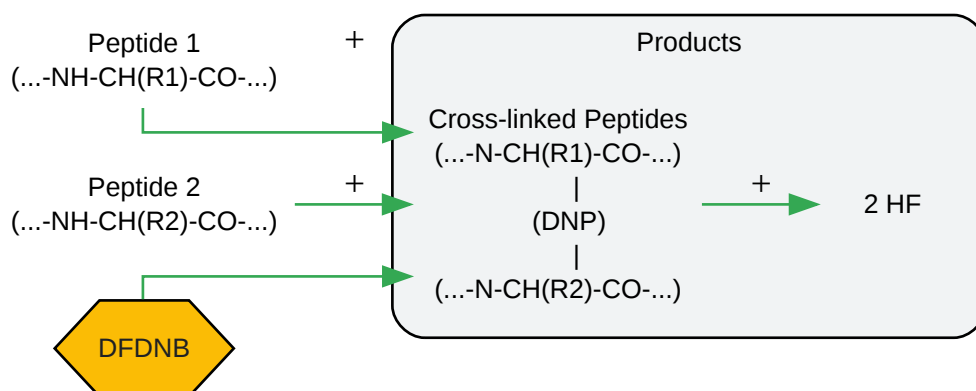 Peptide 1
(...-NH-CH(R1)-CO-...)
+
Peptide 2
(...-NH-CH(R2)-CO-...)
+
DFDNB
Products
Cross-linked Peptides
(...-N-CH(R1)-CO-...)
|
(DNP)
|
(...-N-CH(R2)-CO-...)
+
2 HF